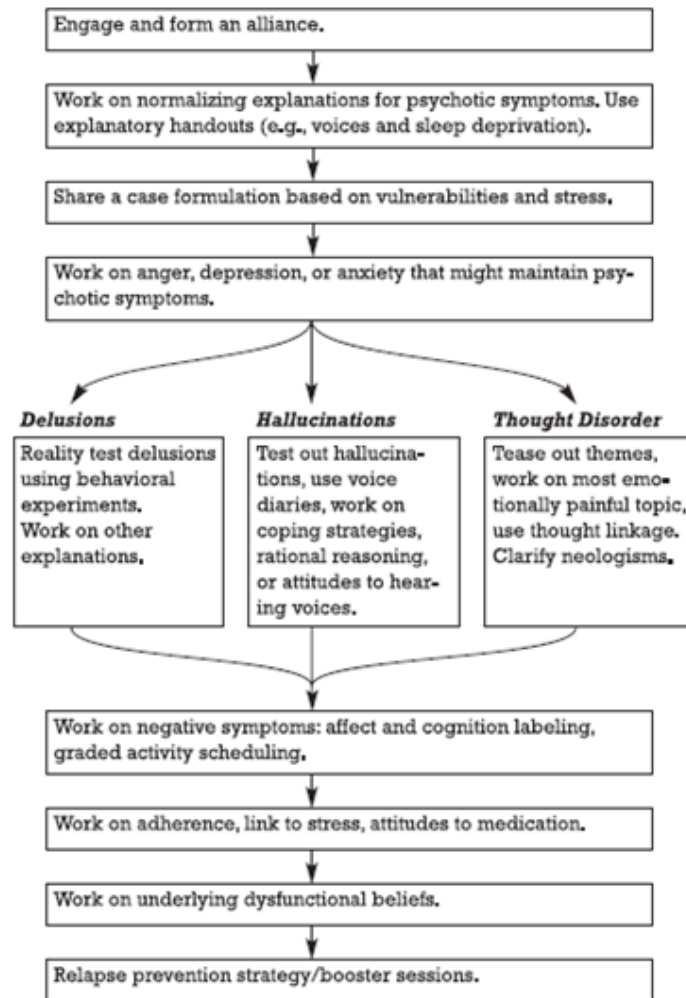 Engage and form an alliance.
Work on normalizing explanations for psychotic symptoms. Use
explanatory handouts (e.g., voices and sleep deprivation).
Share a case formulation based on vulnerabilities and stress.
Work on anger, depression, or anxiety that might maintain psy-
chotic symptoms.
Delusions
Reality test delusions
using behavioral
experiments.
Work on other
explanations.
Hallucinations
Test out hallucina-
tions, use voice
diaries, work on
coping strategies,
rational reasoning,
or attitudes to hear-
ing voices.
Thought Disorder
Tease out themes,
work on most emo-
tionally painful topic,
use thought linkage.
Clarify neologisms.
Work on negative symptoms: affect and cognition labeling,
graded activity scheduling.
Work on adherence, link to stress, attitudes to medication.
Work on underlying dysfunctional beliefs.
Relapse prevention strategy/booster sessions.